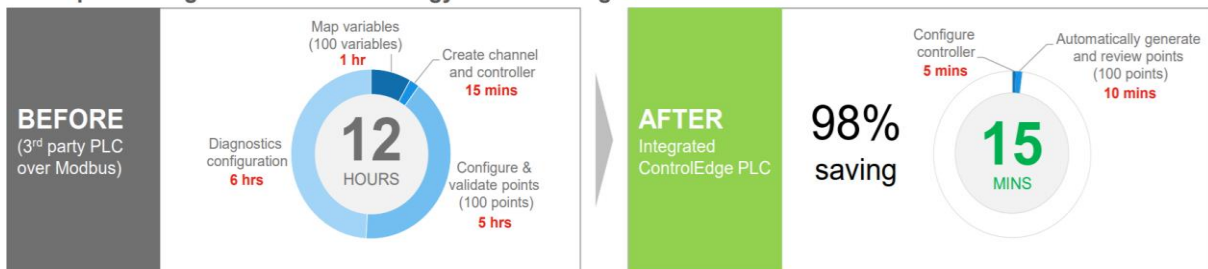 BEFORE
(3rd party PLC
over Modbus)
Map variables
(100 variables)
1 hr
Create channel
and controller
15 mins
12
HOURS
Diagnostics
configuration
6 hrs
Configure &
validate points
(100 points)
5 hrs
AFTER
Integrated
ControlEdge PLC
98%
saving
Configure
controller
5 mins
Automatically generate
and review points
(100 points)
10 mins
15
MINS